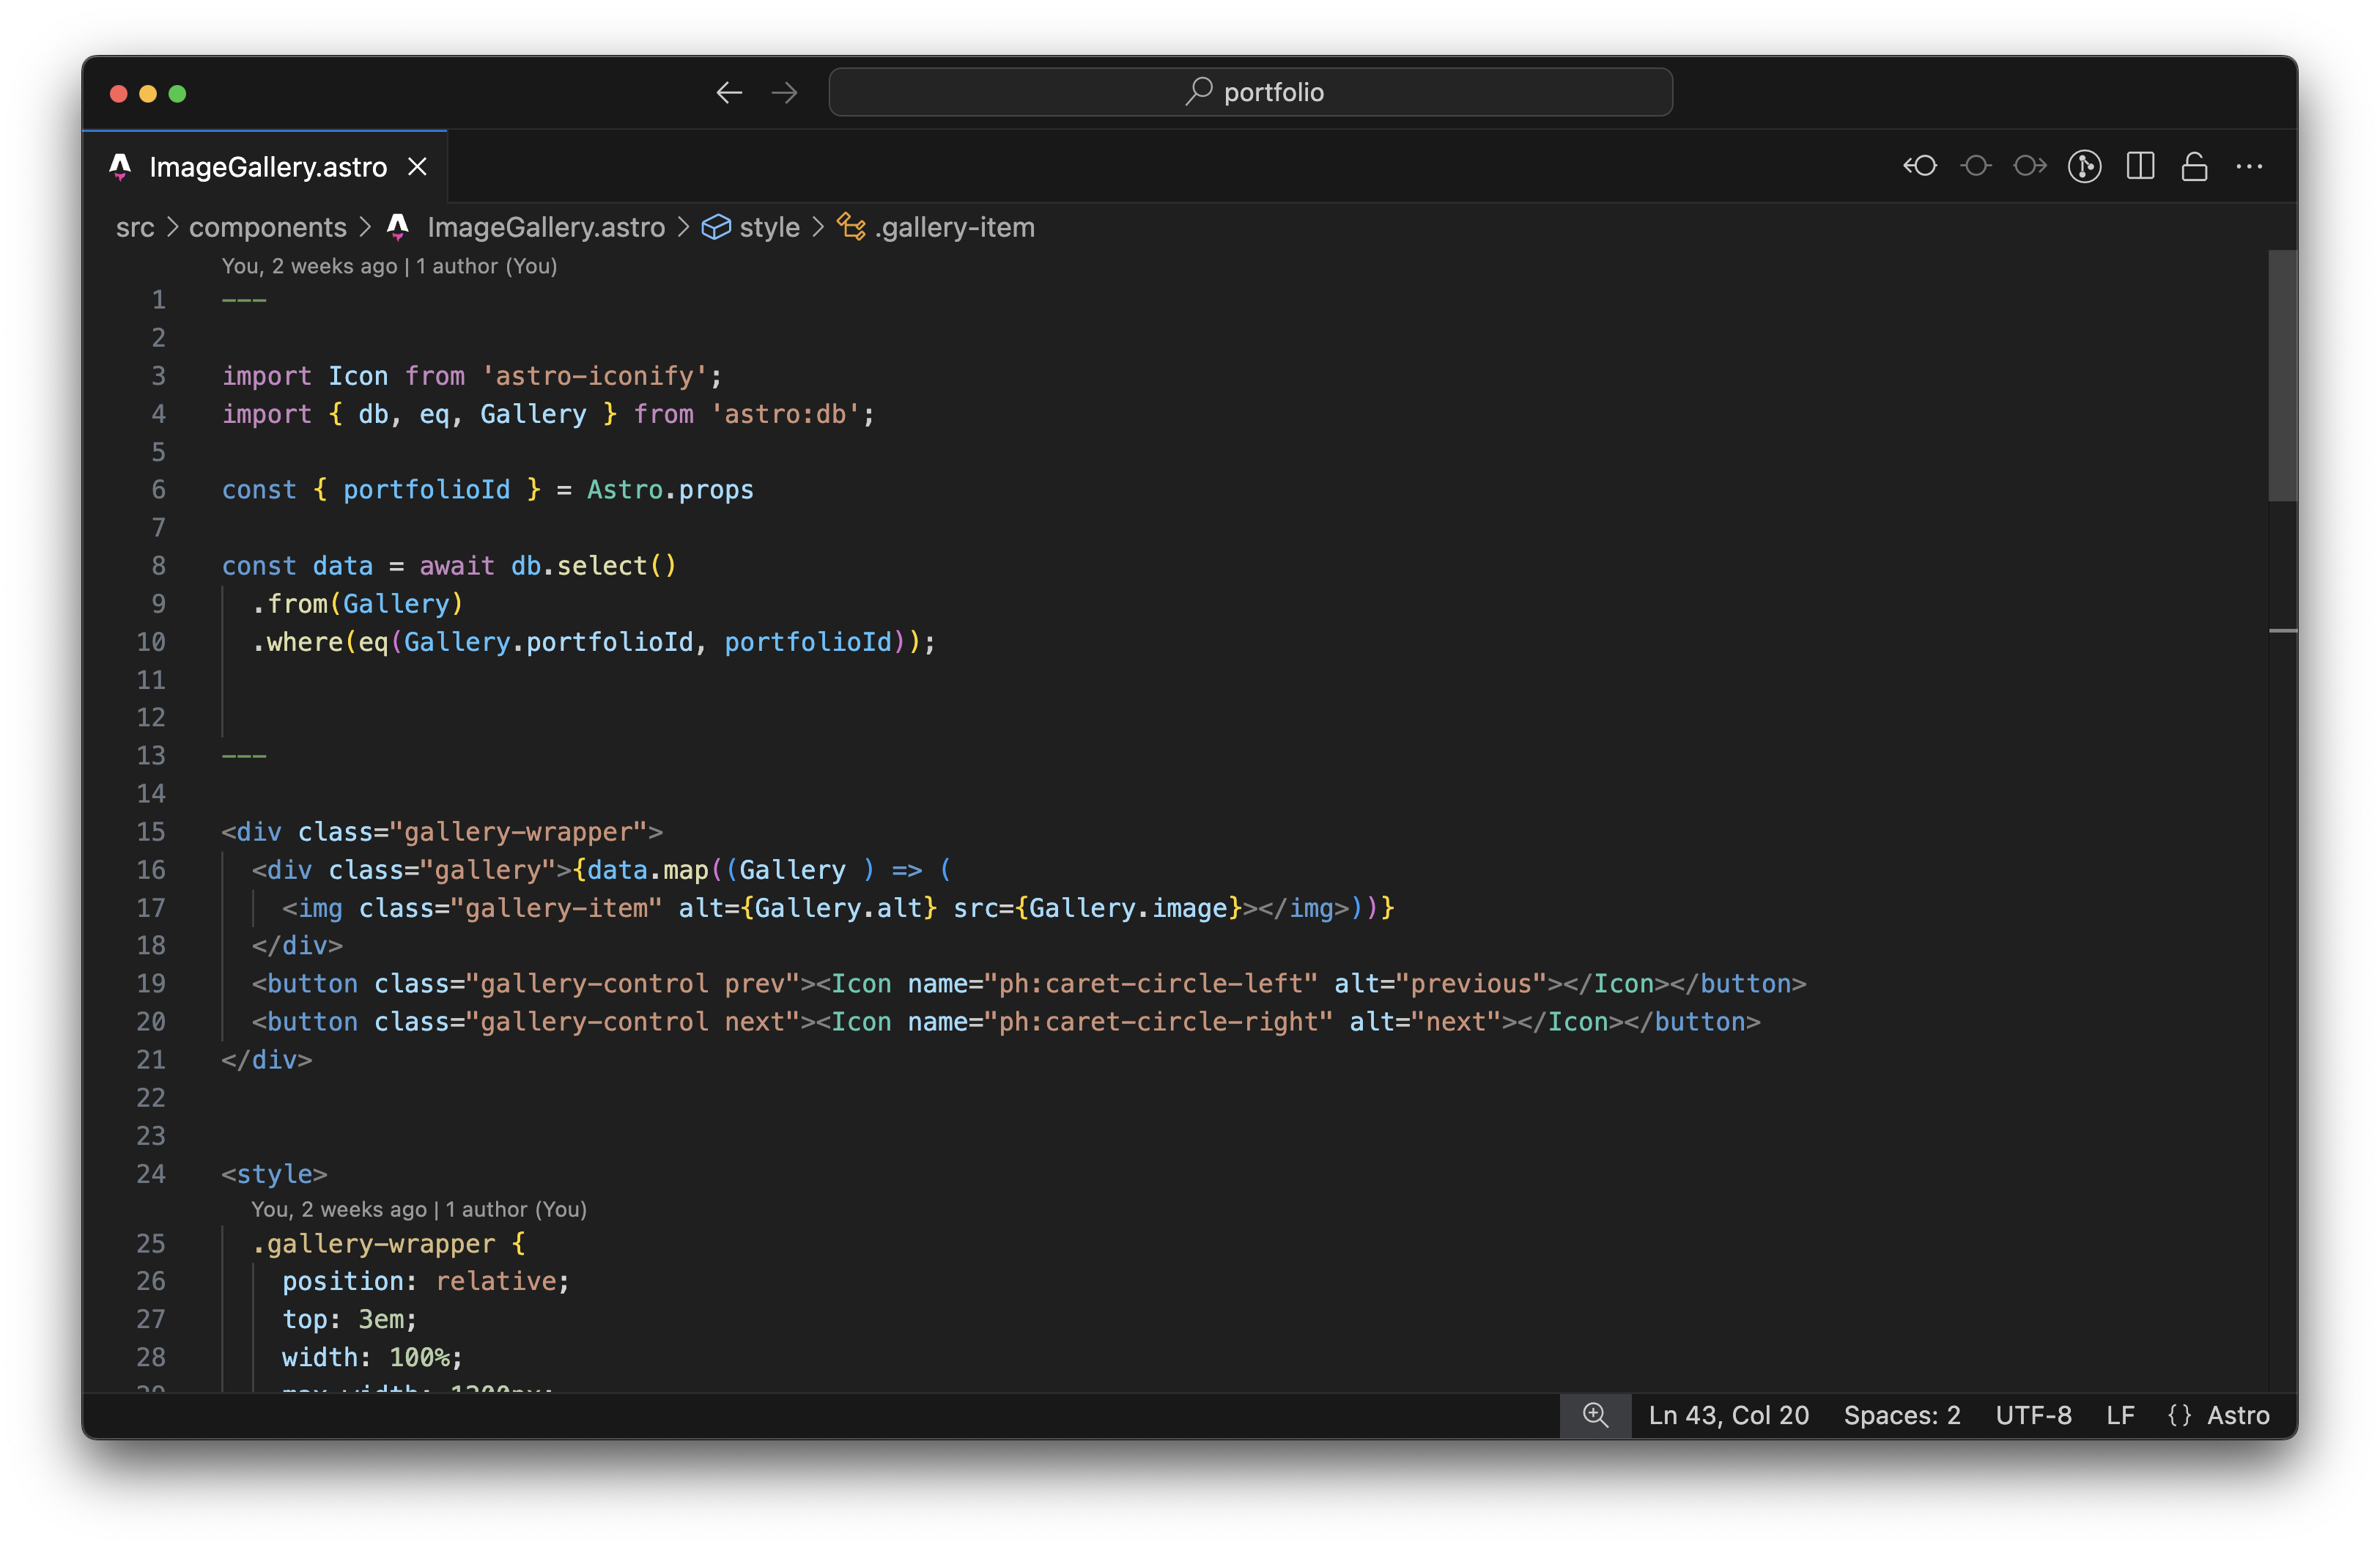 portfolio
ImageGallery.astro
src > components > ImageGallery.astro > style > .gallery-item
You, 2 weeks ago | 1 author (You)
1 ---
2
3 import Icon from 'astro-iconify';
4 import { db, eq, Gallery } from 'astro:db';
5
6 const { portfolioId } = Astro.props
7
8 const data = await db.select()
9 .from(Gallery)
10 .where(eq(Gallery.portfolioId, portfolioId));
11
12
13 ---
14
15 <div class="gallery-wrapper">
16 <div class="gallery">{data.map((Gallery ) => (
17 <img class="gallery-item" alt={Gallery.alt} src={Gallery.image}></img>))}
18 </div>
19 <button class="gallery-control prev"><Icon name="ph:caret-circle-left" alt="previous"></Icon></button>
20 <button class="gallery-control next"><Icon name="ph:caret-circle-right" alt="next"></Icon></button>
21 </div>
22
23
24 <style>
You, 2 weeks ago | 1 author (You)
25 .gallery-wrapper {
26 position: relative;
27 top: 3em;
28 width: 100%;
29 max-width: 1200px;
Ln 43, Col 20 Spaces: 2 UTF-8 LF {} Astro